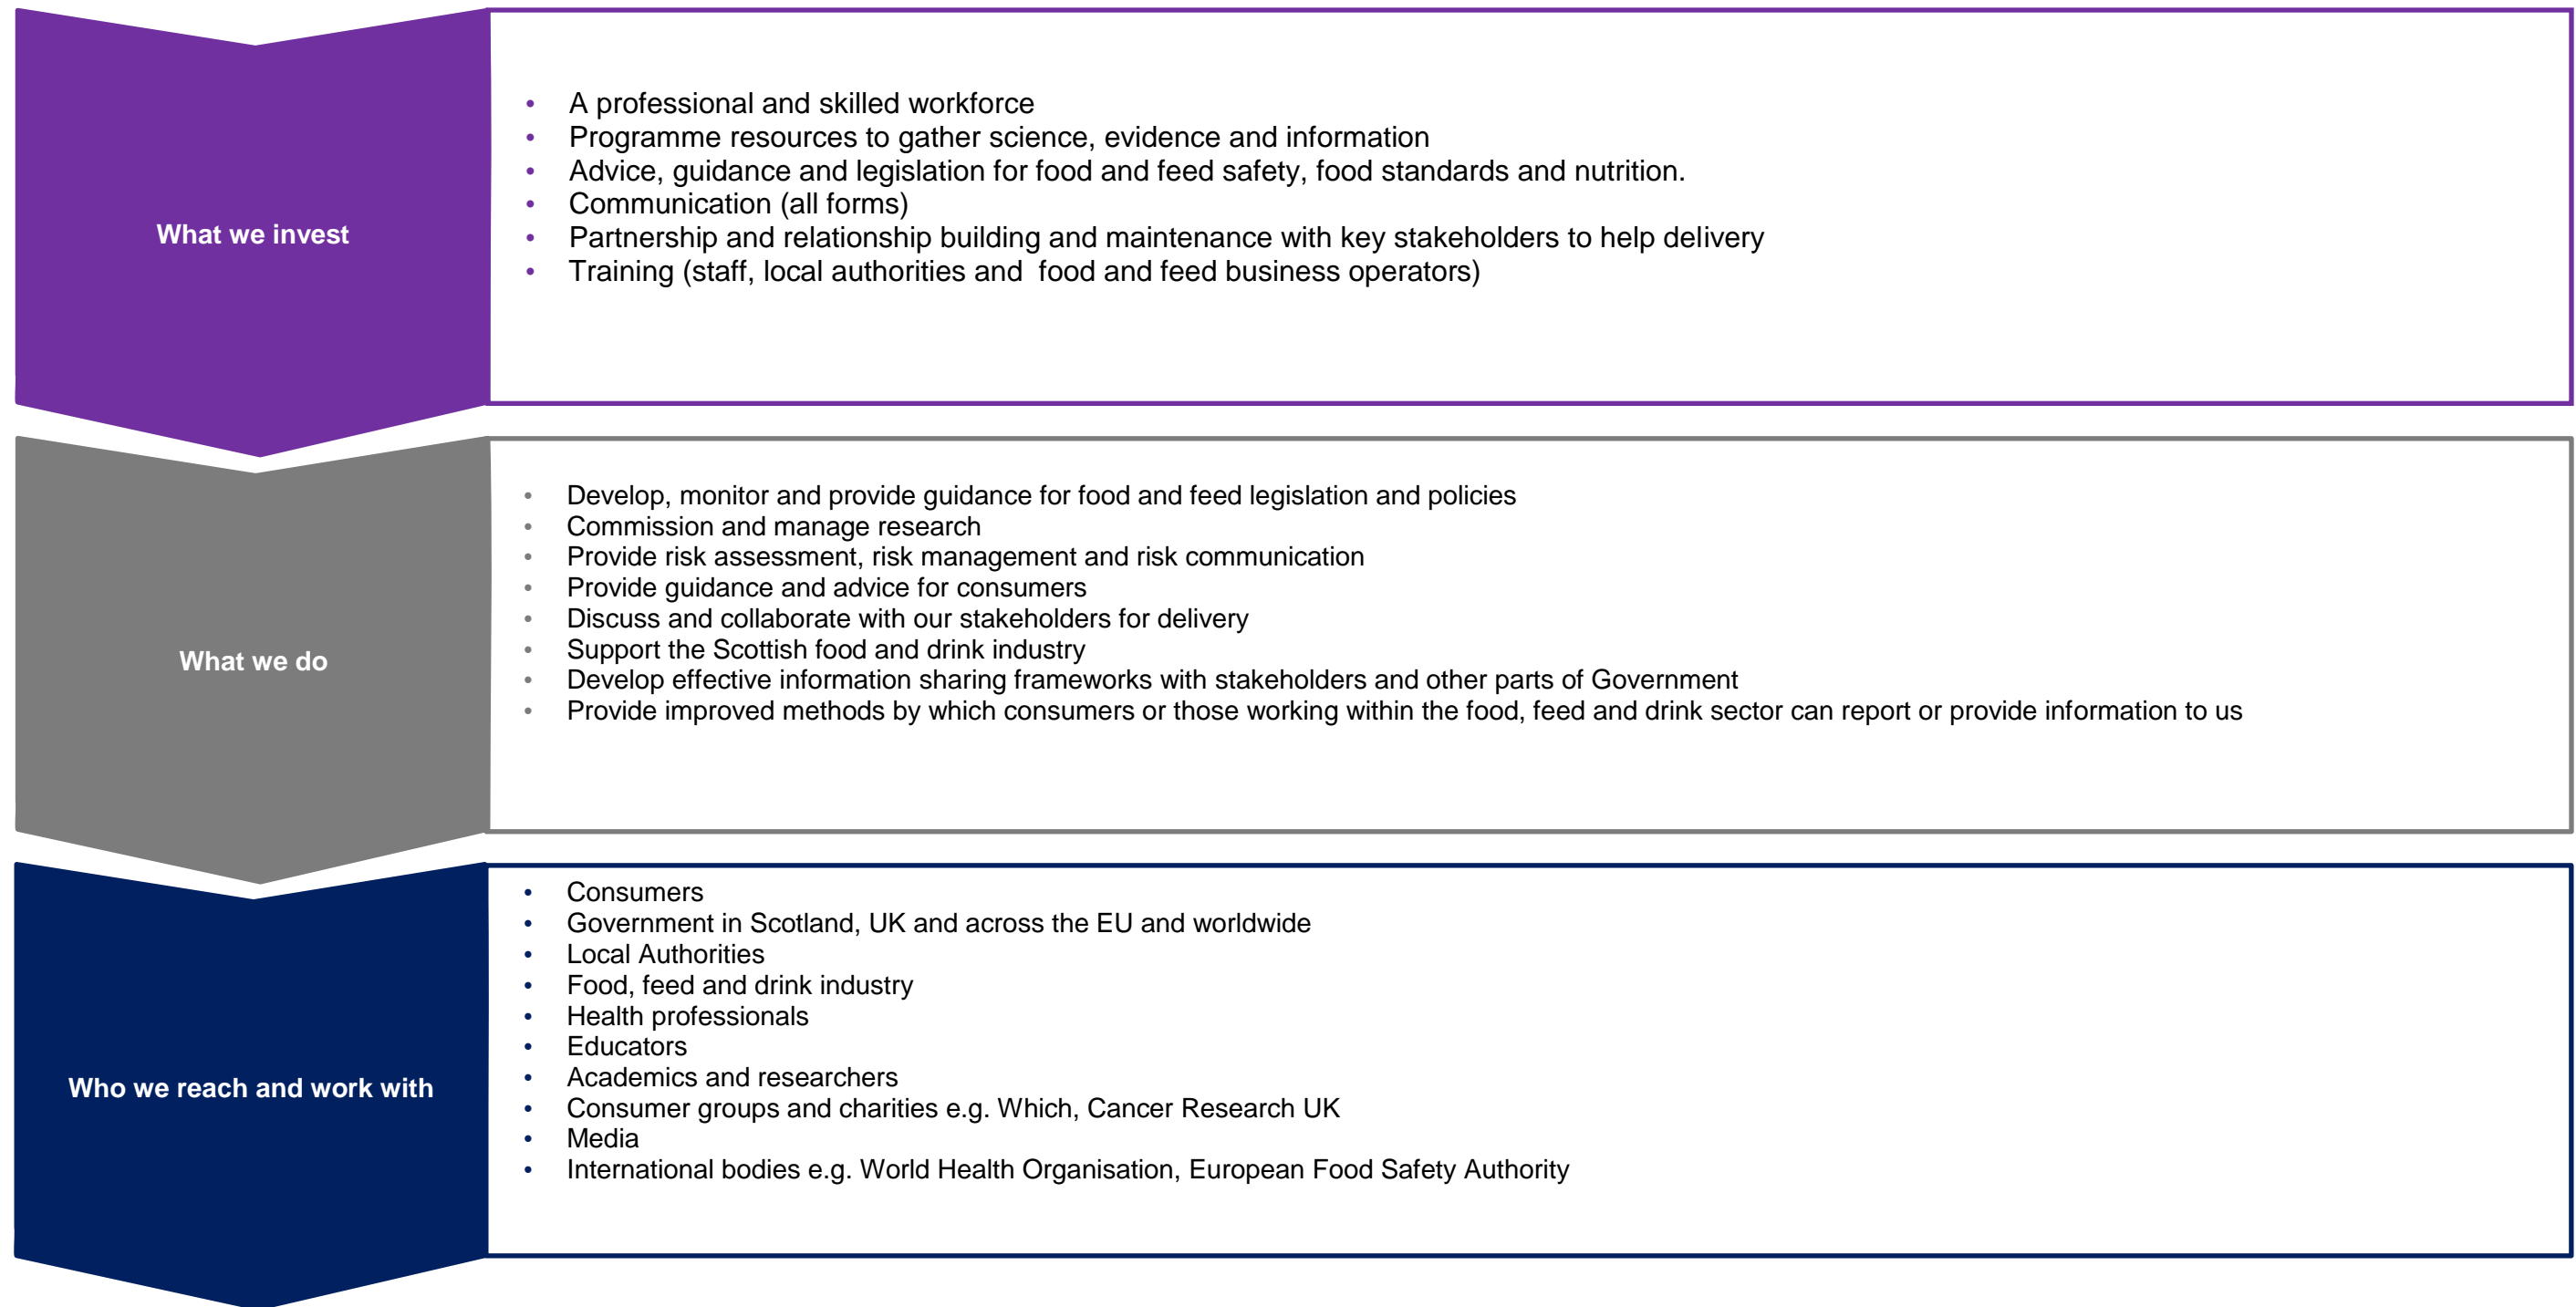 What we invest
• A professional and skilled workforce
• Programme resources to gather science, evidence and information
• Advice, guidance and legislation for food and feed safety, food standards and nutrition.
• Communication (all forms)
• Partnership and relationship building and maintenance with key stakeholders to help delivery
• Training (staff, local authorities and  food and feed business operators)
What we do
• Develop, monitor and provide guidance for food and feed legislation and policies
• Commission and manage research
• Provide risk assessment, risk management and risk communication
• Provide guidance and advice for consumers
• Discuss and collaborate with our stakeholders for delivery
• Support the Scottish food and drink industry
• Develop effective information sharing frameworks with stakeholders and other parts of Government
• Provide improved methods by which consumers or those working within the food, feed and drink sector can report or provide information to us
Who we reach and work with
• Consumers
• Government in Scotland, UK and across the EU and worldwide
• Local Authorities
• Food, feed and drink industry
• Health professionals
• Educators
• Academics and researchers
• Consumer groups and charities e.g. Which, Cancer Research UK
• Media
• International bodies e.g. World Health Organisation, European Food Safety Authority